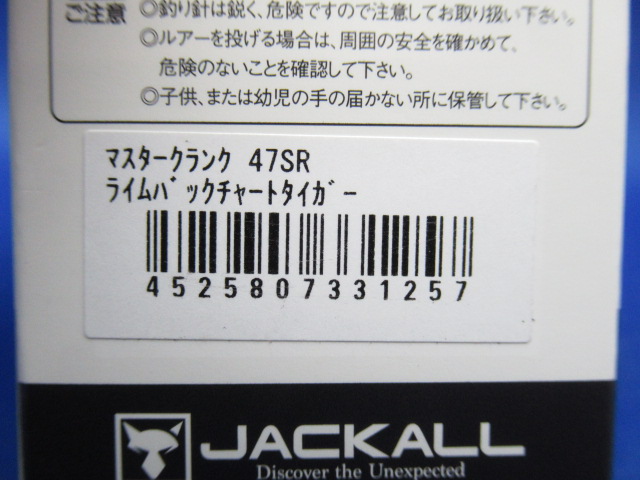 ご注意 ◎釣り針は鋭く、危険ですので注意してお取り扱い下さい。
◎ルアーを投げる場合は、周囲の安全を確かめて、
危険のないことを確認して下さい。
◎子供、または幼児の手の届かない所に保管して下さい。
ﾏｽﾀｰｸﾗﾝｸ 47SR
ﾗｲﾑﾊﾞｯｸﾁｬｰﾄﾀｲｶﾞｰ
4525807331257
JACKALL
Discover the Unexpected